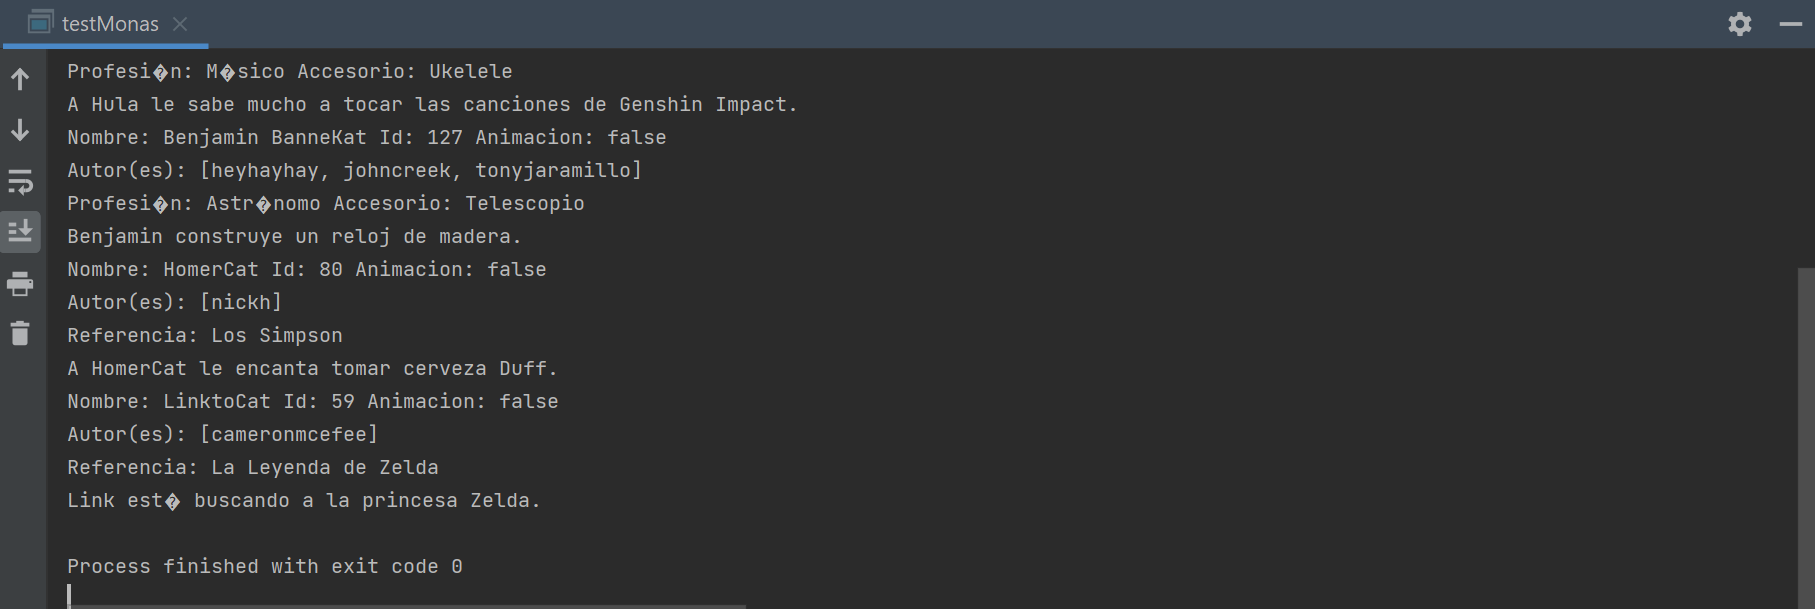 testMonas
Profesi�n: M�sico Accesorio: Ukelele
A Hula le sabe mucho a tocar las canciones de Genshin Impact.
Nombre: Benjamin BanneKat Id: 127 Animacion: false
Autor(es): [heyhayhay, johncreek, tonyjaramillo]
Profesi�n: Astr�nomo Accesorio: Telescopio
Benjamin construye un reloj de madera.
Nombre: HomerCat Id: 80 Animacion: false
Autor(es): [nickh]
Referencia: Los Simpson
A HomerCat le encanta tomar cerveza Duff.
Nombre: LinktoCat Id: 59 Animacion: false
Autor(es): [cameronmcefee]
Referencia: La Leyenda de Zelda
Link est� buscando a la princesa Zelda.
Process finished with exit code 0